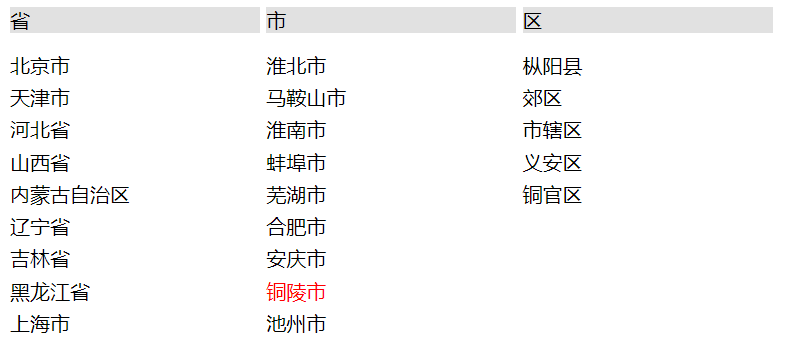 省 市 区
北京市 淮北市 枞阳县
天津市 马鞍山市 郊区
河北省 淮南市 市辖区
山西省 蚌埠市 义安区
内蒙古自治区 芜湖市 铜官区
辽宁省 合肥市
吉林省 安庆市
黑龙江省 铜陵市
上海市 池州市